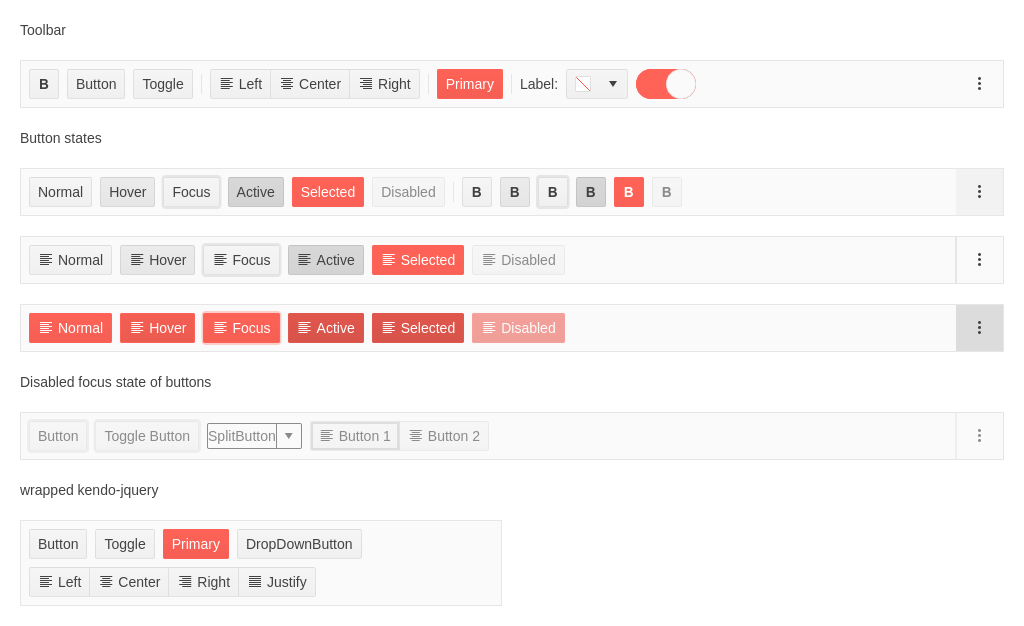 Toolbar
B Button Toggle Left Center Right Primary Label:
Button states
Normal Hover Focus Active Selected Disabled B B B B B B
Normal Hover Focus Active Selected Disabled
Normal Hover Focus Active Selected Disabled
Disabled focus state of buttons
Button Toggle Button SplitButton Button 1 Button 2
wrapped kendo-jquery
Button Toggle Primary DropDownButton
Left Center Right Justify